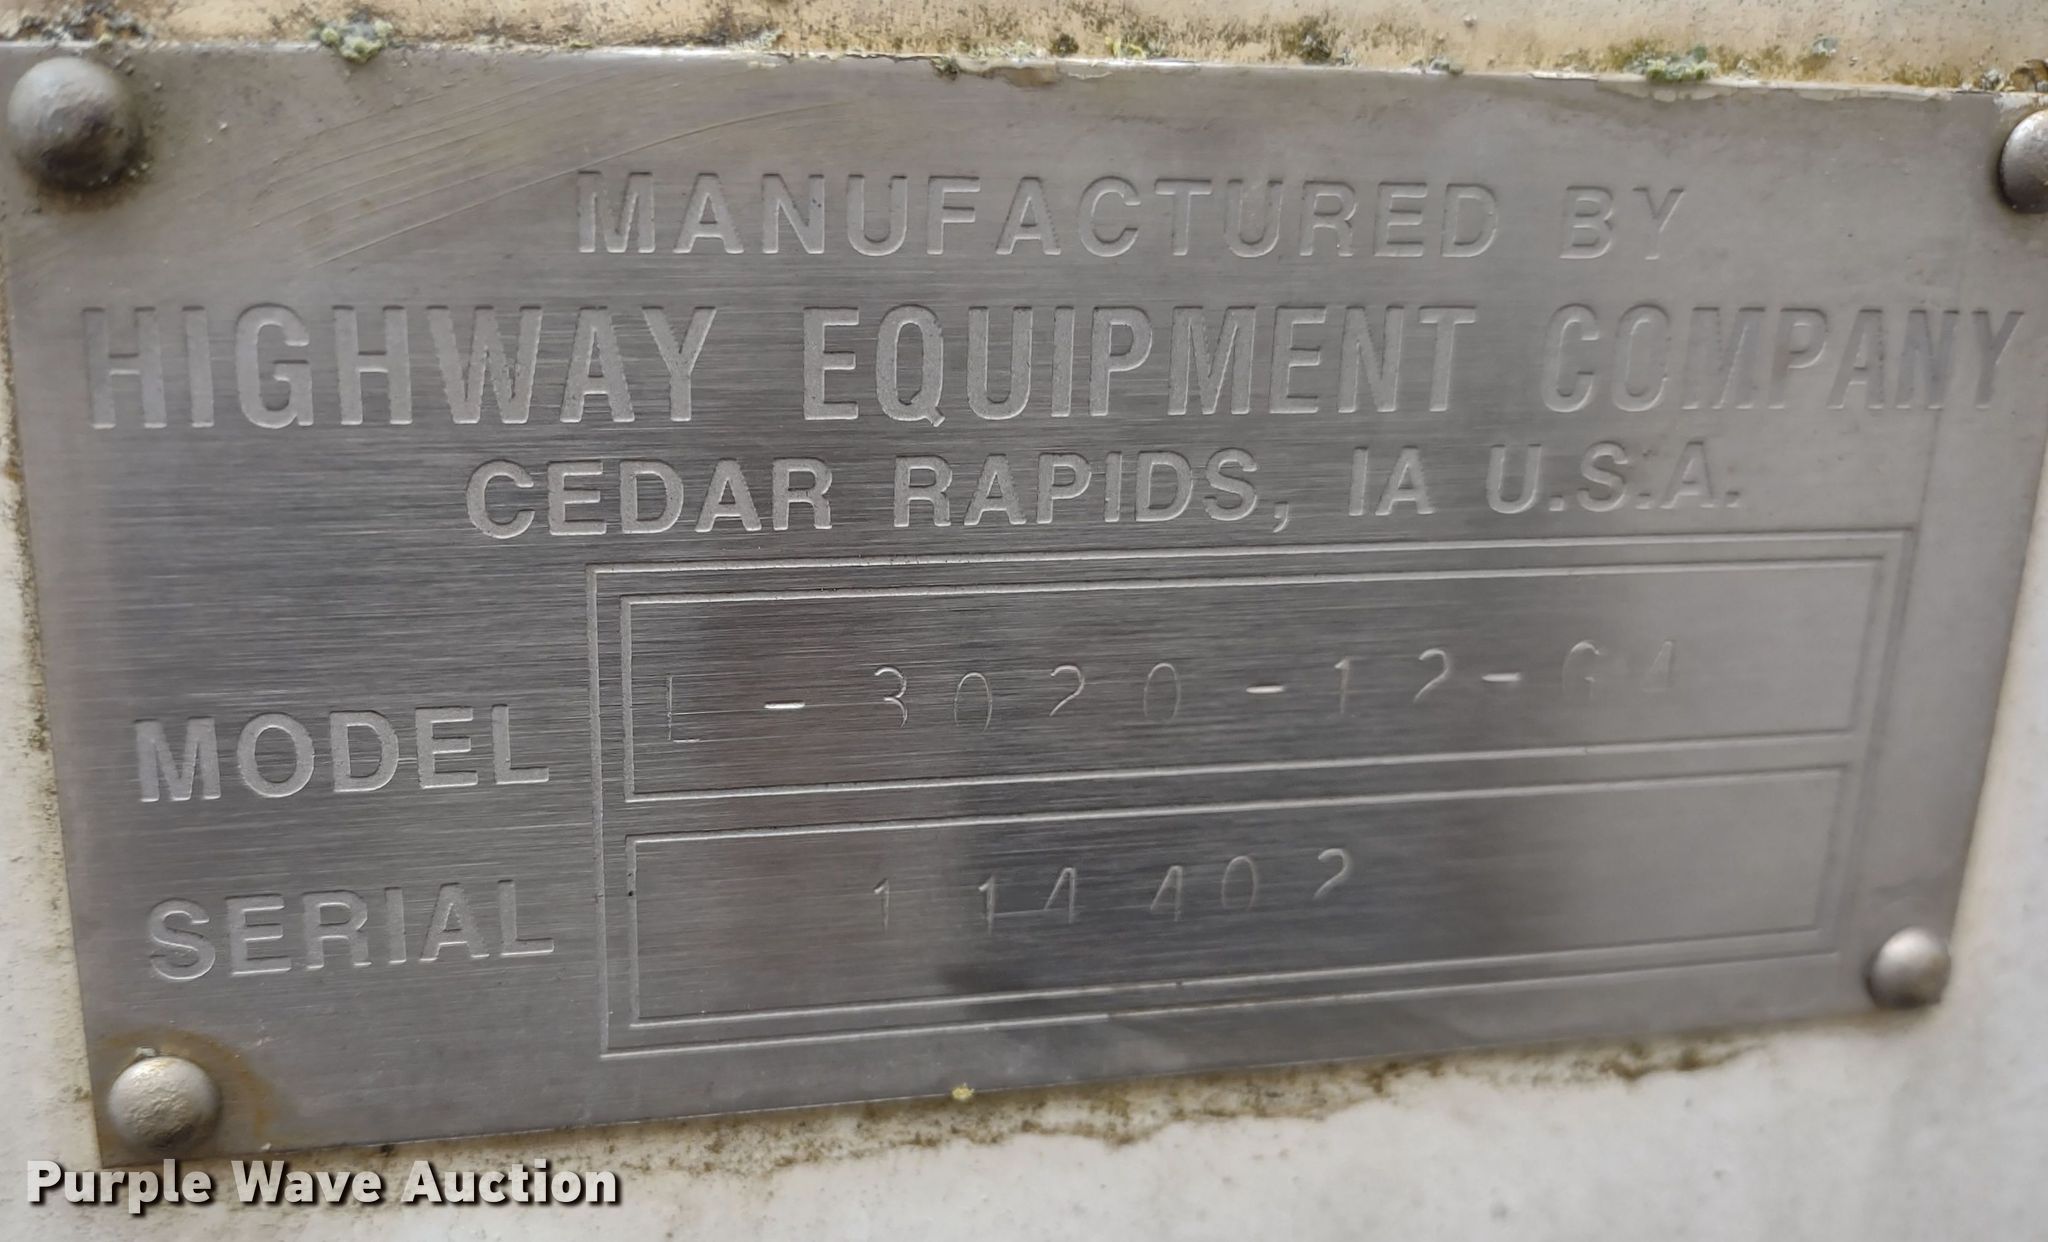 MANUFACTURED BY
HIGHWAY EQUIPMENT COMPANY
CEDAR RAPIDS, IA U.S.A.
MODEL L-3020-12-G4
SERIAL 114402
Purple Wave Auction